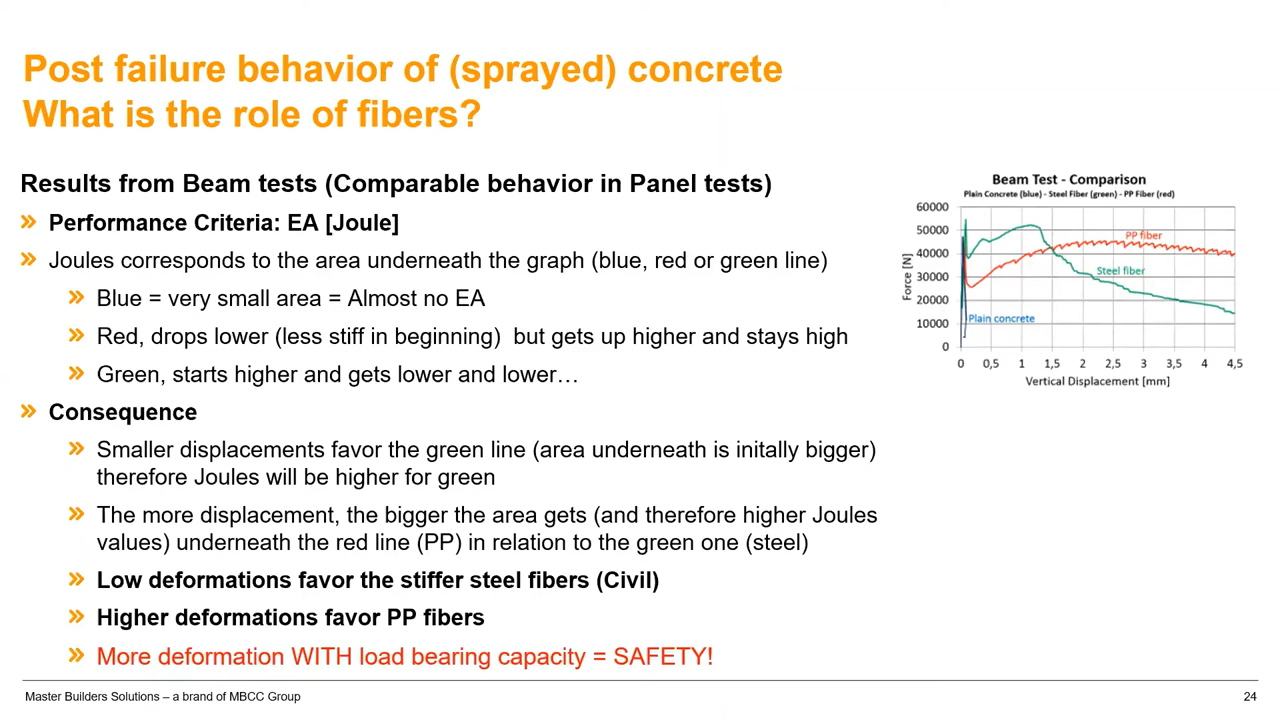 Post failure behavior of (sprayed) concrete
What is the role of fibers?
Results from Beam tests (Comparable behavior in Panel tests)
Performance Criteria: EA [Joule]
Joules corresponds to the area underneath the graph (blue, red or green line)
Blue = very small area = Almost no EA
Red, drops lower (less stiff in beginning)  but gets up higher and stays high
Green, starts higher and gets lower and lower…
Consequence
Smaller displacements favor the green line (area underneath is initally bigger)
therefore Joules will be higher for green
The more displacement, the bigger the area gets (and therefore higher Joules
values) underneath the red line (PP) in relation to the green one (steel)
Low deformations favor the stiffer steel fibers (Civil)
Higher deformations favor PP fibers
More deformation WITH load bearing capacity = SAFETY!
Beam Test - Comparison
Plain Concrete (blue) - Steel Fiber (green) - PP Fiber (red)
60000
50000
40000
30000
20000
10000
0
Force [N]
PP fiber
Steel fiber
Plain concrete
0 0,5 1 1,5 2 2,5 3 3,5 4 4,5
Vertical Displacement [mm]
Master Builders Solutions – a brand of MBCC Group
24